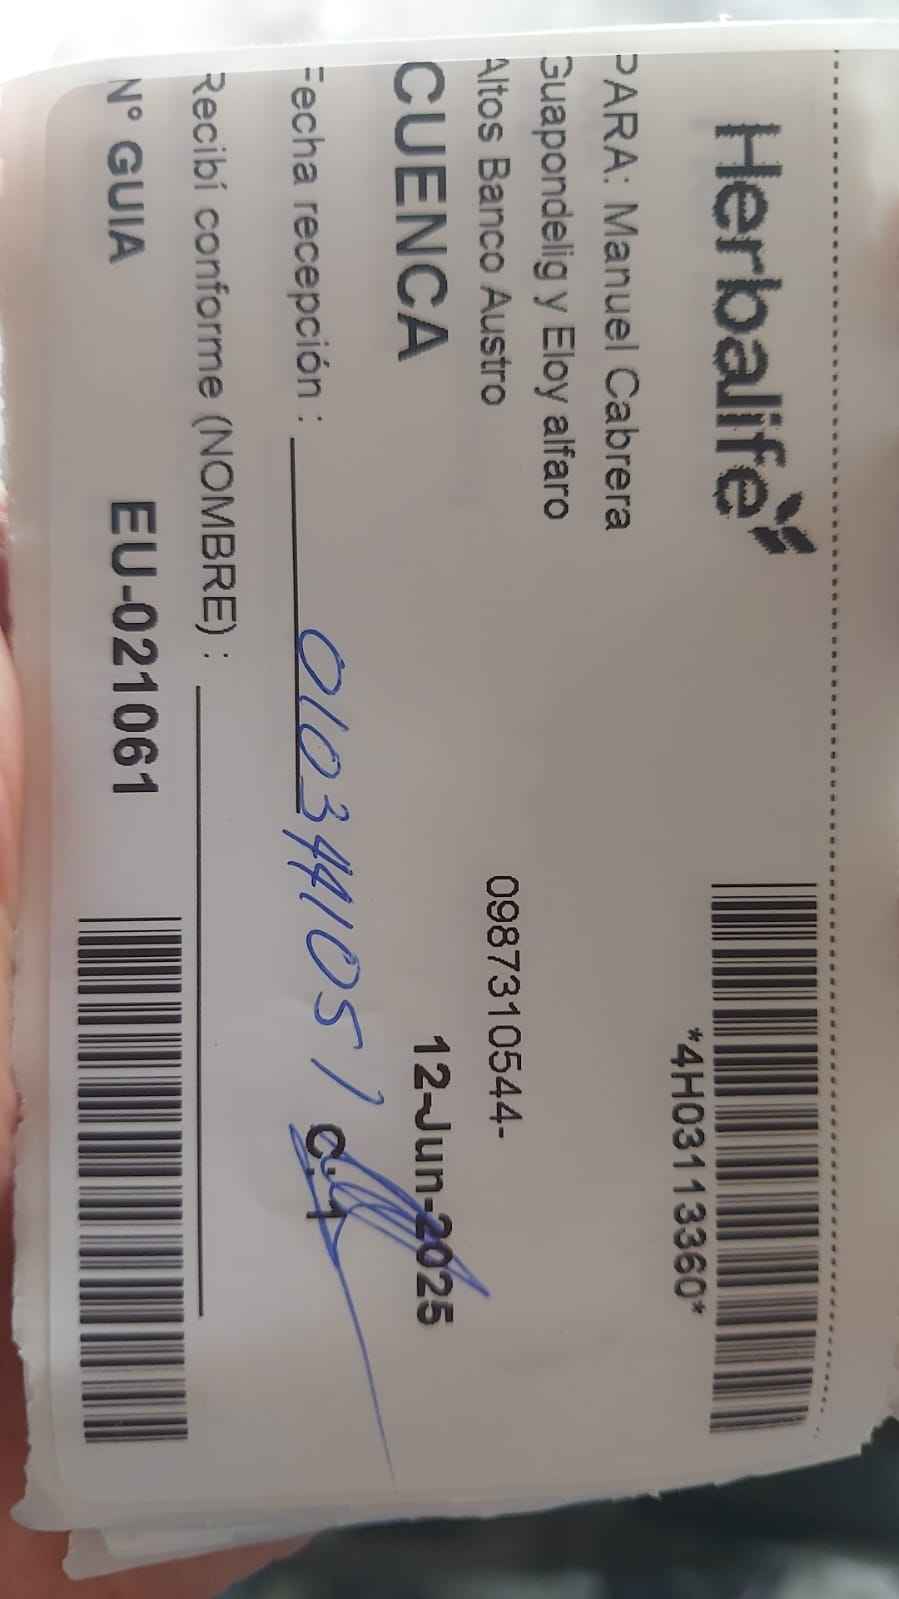 Herbalife
*4H03113360*
PARA: Manuel Cabrera
Guapondelig y Eloy alfaro
Altos Banco Austro
0987310544-
CUENCA
12-Jun-2025
Fecha recepción :
0103441051
C.1
Recibí conforme (NOMBRE) :
N° GUIA
EU-021061